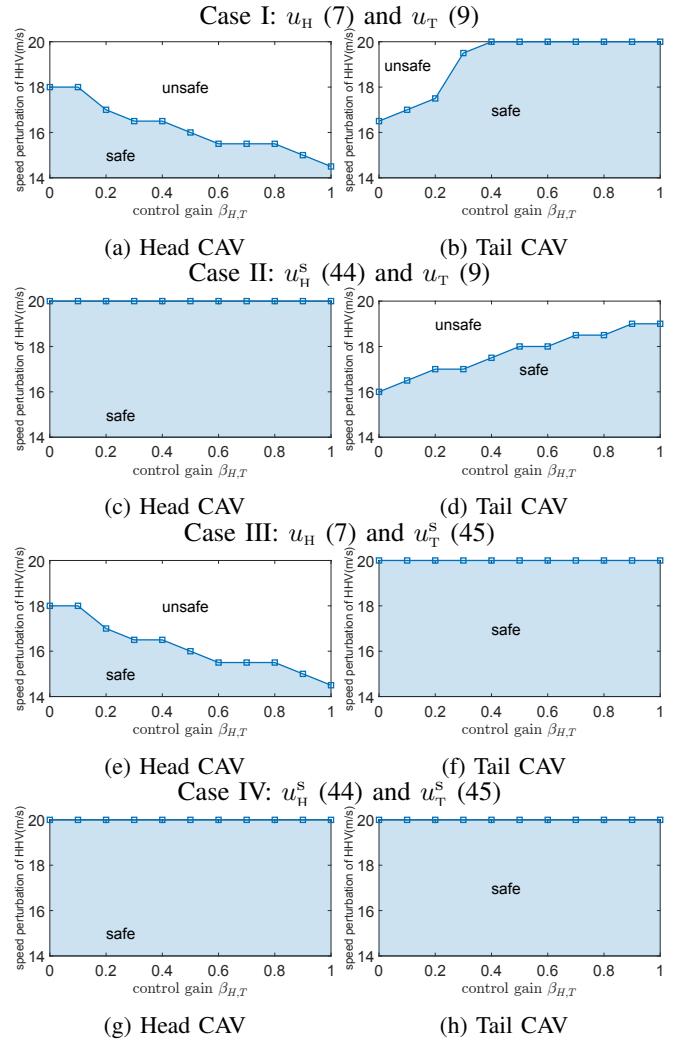 Case I: u_H (7) and u_T (9)
speed perturbation of HHV(m/s)
20
18
16
14
unsafe
safe
0 0.2 0.4 0.6 0.8 1
control gain β_{H,T}
(a) Head CAV
speed perturbation of HHV(m/s)
20
18
16
14
unsafe
safe
0 0.2 0.4 0.6 0.8 1
control gain β_{H,T}
(b) Tail CAV
Case II: u_H^s (44) and u_T (9)
speed perturbation of HHV(m/s)
20
18
16
14
safe
0 0.2 0.4 0.6 0.8 1
control gain β_{H,T}
(c) Head CAV
speed perturbation of HHV(m/s)
20
18
16
14
unsafe
safe
0 0.2 0.4 0.6 0.8 1
control gain β_{H,T}
(d) Tail CAV
Case III: u_H (7) and u_T^s (45)
speed perturbation of HHV(m/s)
20
18
16
14
unsafe
safe
0 0.2 0.4 0.6 0.8 1
control gain β_{H,T}
(e) Head CAV
speed perturbation of HHV(m/s)
20
18
16
14
safe
0 0.2 0.4 0.6 0.8 1
control gain β_{H,T}
(f) Tail CAV
Case IV: u_H^s (44) and u_T^s (45)
speed perturbation of HHV(m/s)
20
18
16
14
safe
0 0.2 0.4 0.6 0.8 1
control gain β_{H,T}
(g) Head CAV
speed perturbation of HHV(m/s)
20
18
16
14
safe
0 0.2 0.4 0.6 0.8 1
control gain β_{H,T}
(h) Tail CAV